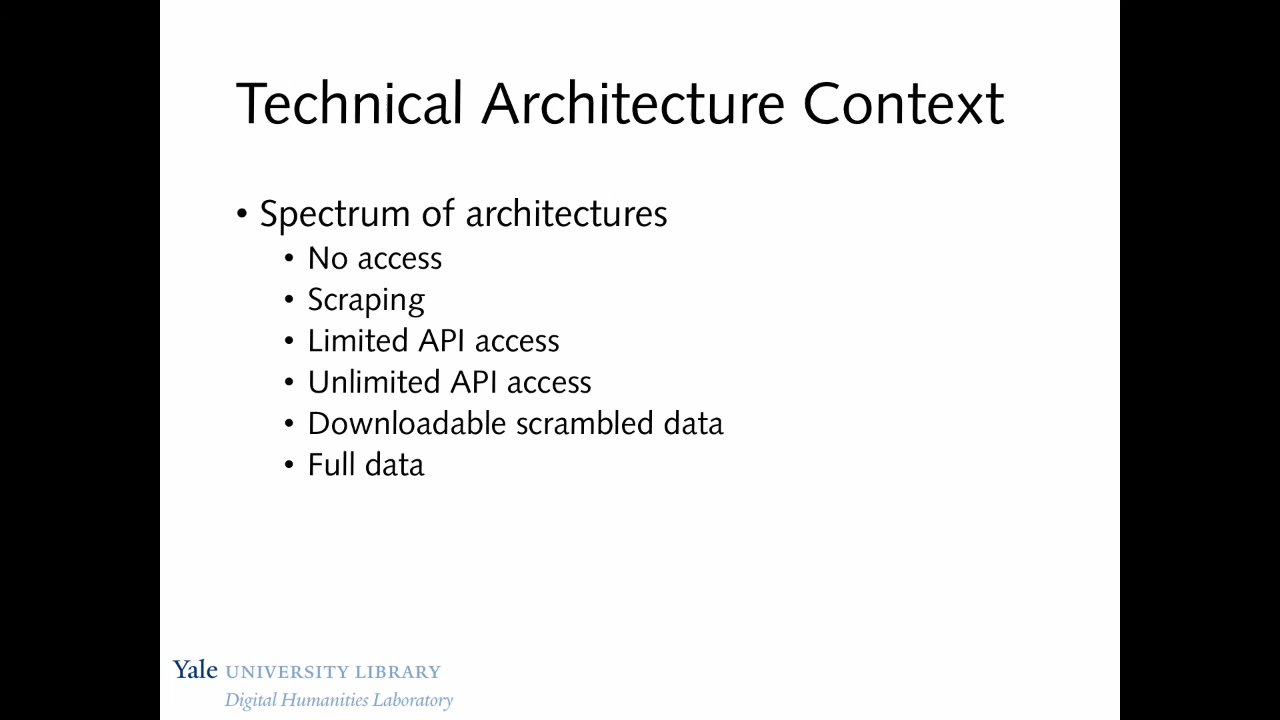 Technical Architecture Context
• Spectrum of architectures
• No access
• Scraping
• Limited API access
• Unlimited API access
• Downloadable scrambled data
• Full data
Yale UNIVERSITY LIBRARY
Digital Humanities Laboratory